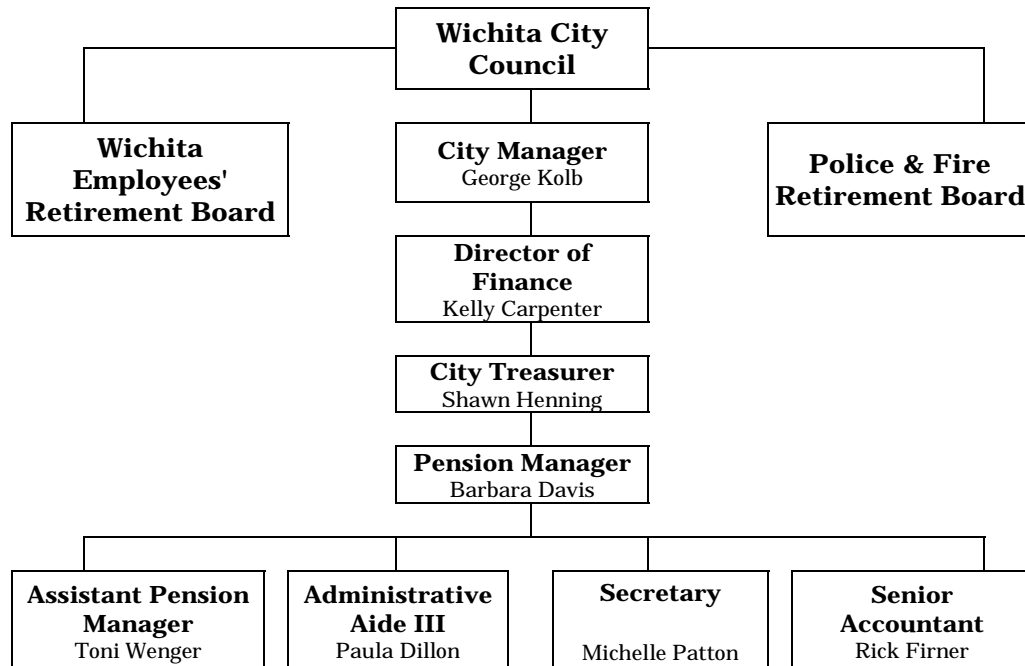 Wichita City
Council
Wichita
Employees'
Retirement Board
City Manager
George Kolb
Police & Fire
Retirement Board
Director of
Finance
Kelly Carpenter
City Treasurer
Shawn Henning
Pension Manager
Barbara Davis
Assistant Pension
Manager
Toni Wenger
Administrative
Aide III
Paula Dillon
Secretary
Michelle Patton
Senior
Accountant
Rick Firner